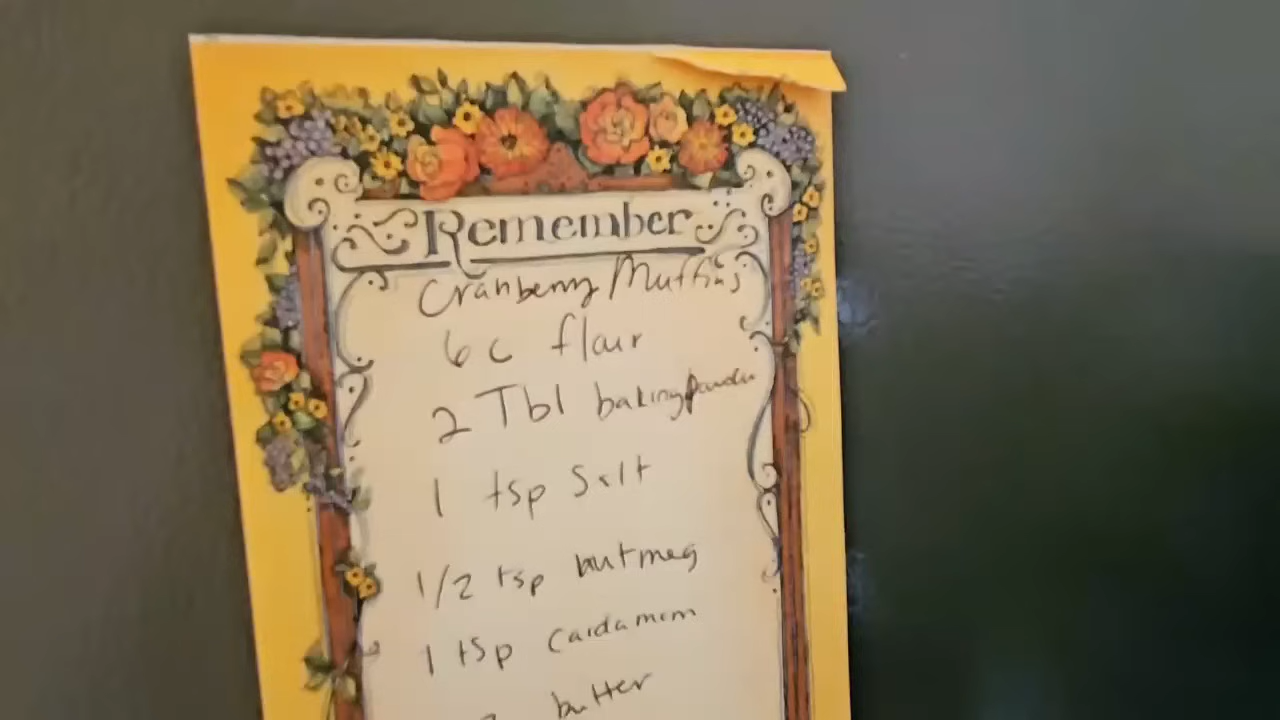 Remember
Cranberry Muffins
6 c flour
2 Tbl baking powder
1 tsp Salt
1/2 tsp nutmeg
1 tsp Cardamom
butter